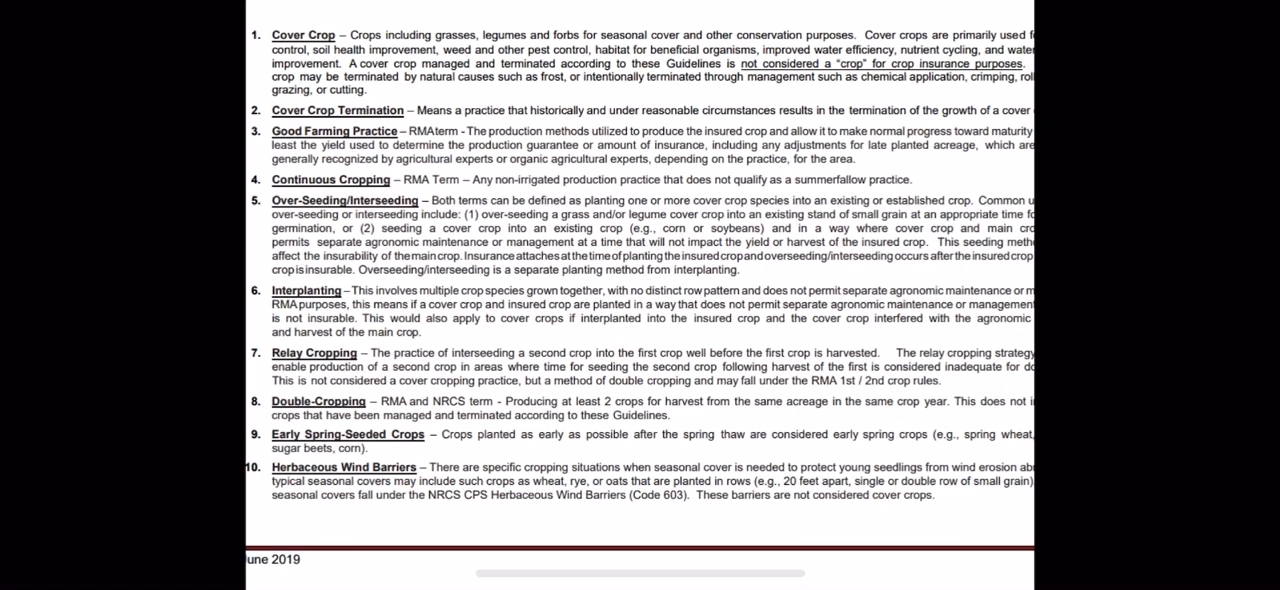 1. Cover Crop – Crops including grasses, legumes and forbs for seasonal cover and other conservation purposes. Cover crops are primarily used
control, soil health improvement, weed and other pest control, habitat for beneficial organisms, improved water efficiency, nutrient cycling, and water
improvement. A cover crop managed and terminated according to these Guidelines is not considered a “crop” for crop insurance purposes.
crop may be terminated by natural causes such as frost, or intentionally terminated through management such as chemical application, crimping,
grazing, or cutting.
2. Cover Crop Termination – Means a practice that historically and under reasonable circumstances results in the termination of the growth of a cover
3. Good Farming Practice – RMA term - The production methods utilized to produce the insured crop and allow it to make normal progress toward maturity
least the yield used to determine the production guarantee or amount of insurance, including any adjustments for late planted acreage, which are
generally recognized by agricultural experts or organic agricultural experts, depending on the practice, for the area.
4. Continuous Cropping – RMA Term – Any non-irrigated production practice that does not qualify as a summerfallow practice.
5. Over-Seeding/Interseeding – Both terms can be defined as planting one or more cover crop species into an existing or established crop. Common
over-seeding or interseeding include: (1) over-seeding a grass and/or legume cover crop into an existing stand of small grain at an appropriate time
germination, or (2) seeding a cover crop into an existing crop (e.g., corn or soybeans) and in a way where cover crop and main
permits separate agronomic maintenance or management at a time that will not impact the yield or harvest of the insured crop. This seeding
affect the insurability of the main crop. Insurance attaches at the time of planting the insured crop and overseeding/interseeding occurs after the insured crop
crop is insurable. Overseeding/interseeding is a separate planting method from interplanting.
6. Interplanting – This involves multiple crop species grown together, with no distinct row pattern and does not permit separate agronomic maintenance or
RMA purposes, this means if a cover crop and insured crop are planted in a way that does not permit separate agronomic maintenance or management
is not insurable. This would also apply to cover crops if interplanted into the insured crop and the cover crop interfered with the agronomic
and harvest of the main crop.
7. Relay Cropping – The practice of interseeding a second crop into the first crop well before the first crop is harvested. The relay cropping strategy
enable production of a second crop in areas where time for seeding the second crop following harvest of the first is considered inadequate for
This is not considered a cover cropping practice, but a method of double cropping and may fall under the RMA 1st / 2nd crop rules.
8. Double-Cropping – RMA and NRCS term - Producing at least 2 crops for harvest from the same acreage in the same crop year. This does not
crops that have been managed and terminated according to these Guidelines.
9. Early Spring-Seeded Crops – Crops planted as early as possible after the spring thaw are considered early spring crops (e.g., spring wheat,
sugar beets, corn).
10. Herbaceous Wind Barriers – There are specific cropping situations when seasonal cover is needed to protect young seedlings from wind erosion
typical seasonal covers may include such crops as wheat, rye, or oats that are planted in rows (e.g., 20 feet apart, single or double row of small grain)
seasonal covers fall under the NRCS CPS Herbaceous Wind Barriers (Code 603). These barriers are not considered cover crops.
une 2019